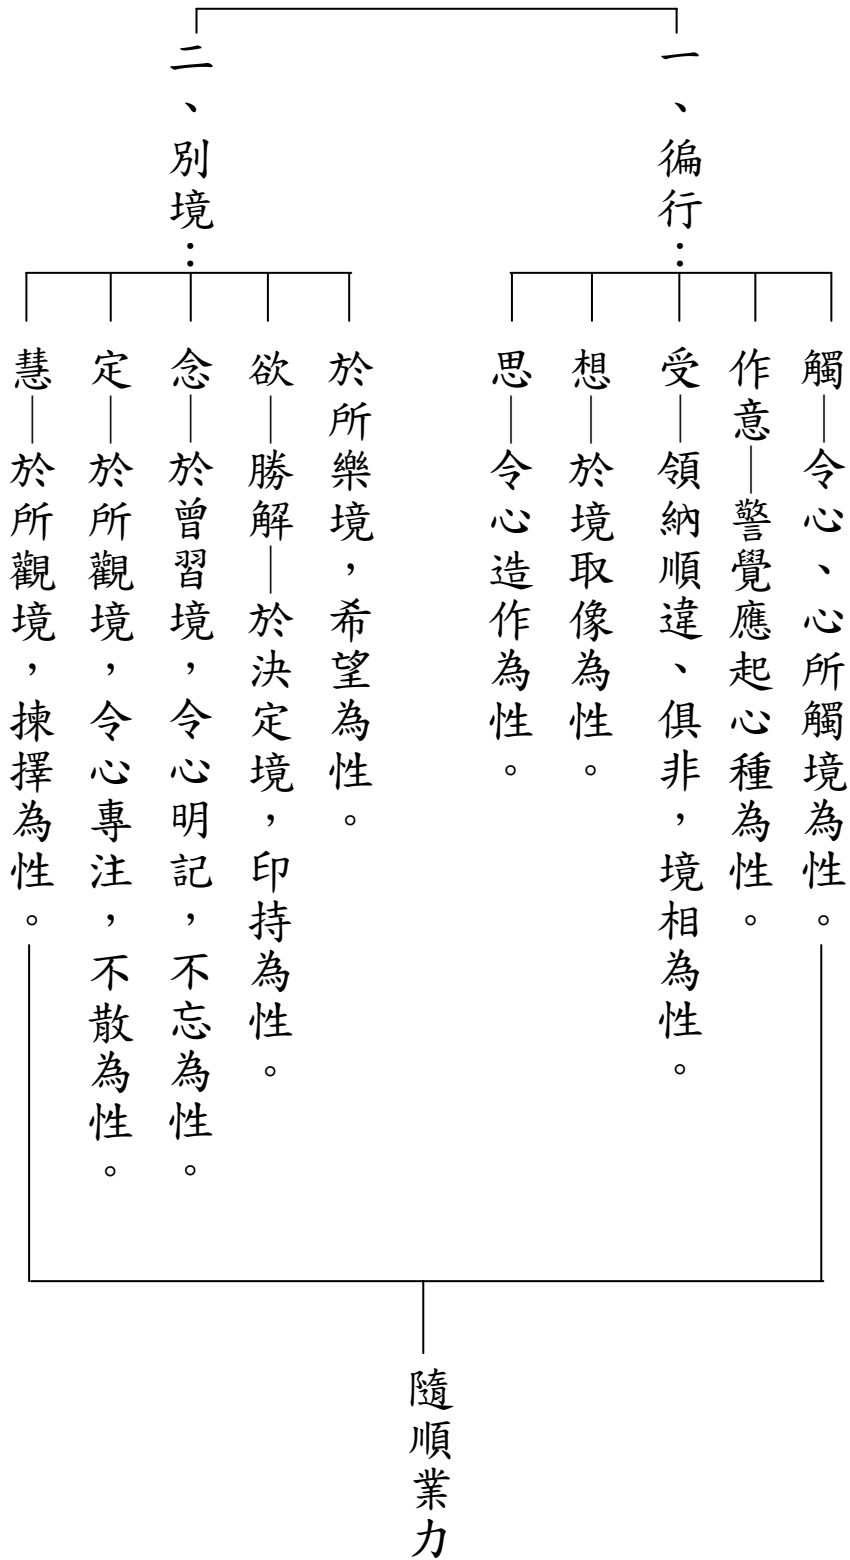 一、徧行：
觸—令心、心所觸境為性。
作意—警覺應起心種為性。
受—領納順違、俱非，境相為性。
想—於境取像為性。
思—令心造作為性。
二、別境：
於所樂境，希望為性。
欲—勝解—於決定境，印持為性。
念—於曾習境，令心明記，不忘為性。
定—於所觀境，令心專注，不散為性。
慧—於所觀境，揀擇為性。
隨順業力